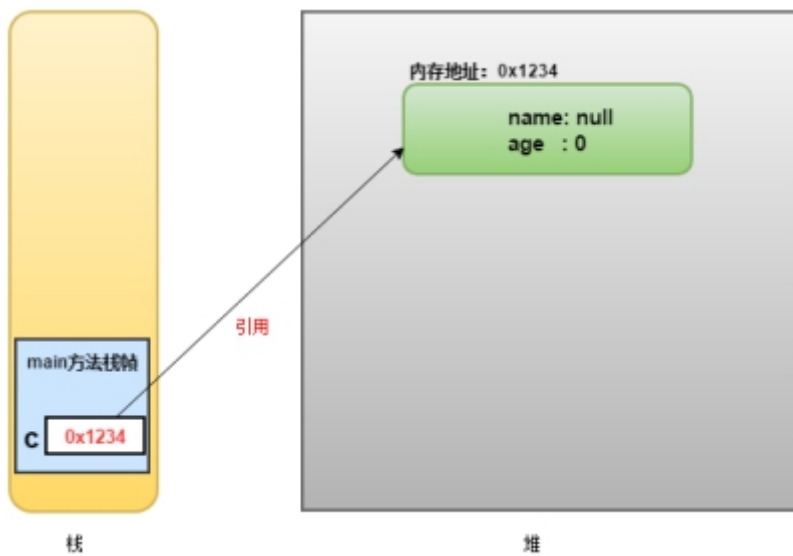 内存地址：0x1234
name: null
age : 0
引用
main方法栈帧
C 0x1234
栈
堆